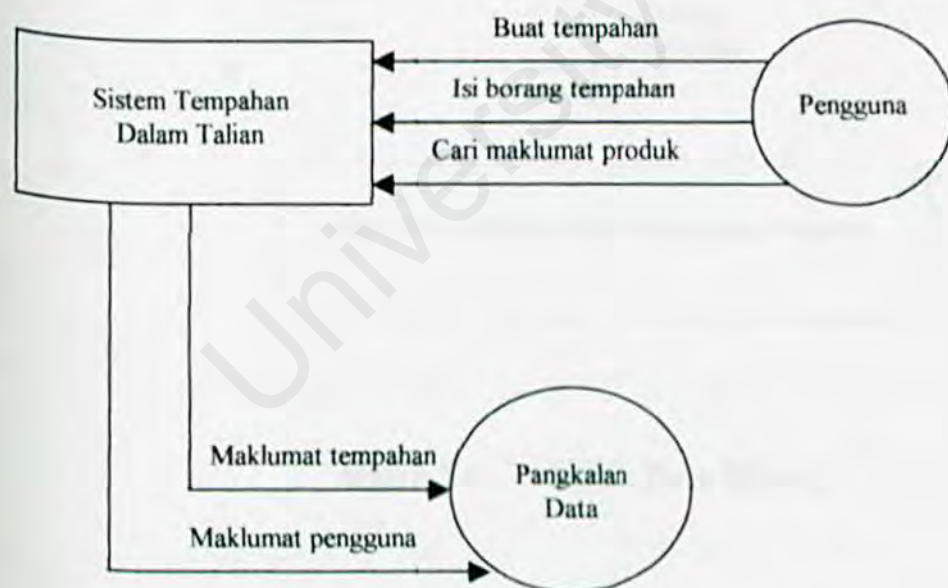 Buat tempahan
Isi borang tempahan
Cari maklumat produk
Pengguna
Sistem Tempahan
Dalam Talian
Maklumat tempahan
Maklumat pengguna
Pangkalan
Data
University